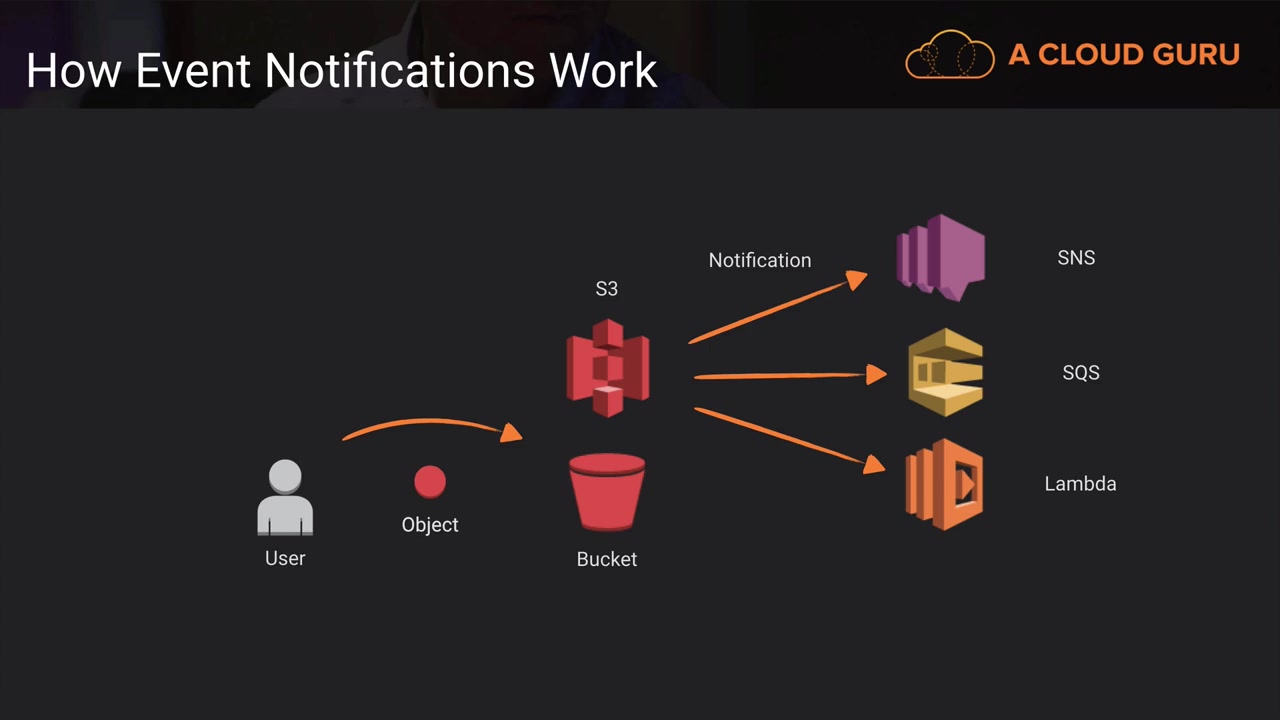 How Event Notifications Work
A CLOUD GURU
Notification
SNS
S3
SQS
Lambda
Object
User
Bucket